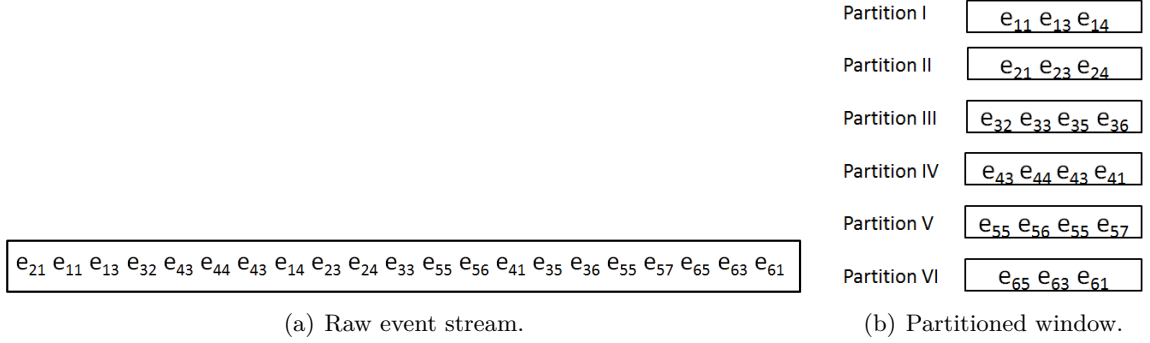 Partition I e₁₁ e₁₃ e₁₄
Partition II e₂₁ e₂₃ e₂₄
Partition III e₃₂ e₃₃ e₃₅ e₃₆
Partition IV e₄₃ e₄₄ e₄₃ e₄₁
Partition V e₅₅ e₅₆ e₅₅ e₅₇
e₂₁ e₁₁ e₁₃ e₃₂ e₄₃ e₄₄ e₄₃ e₁₄ e₂₃ e₂₄ e₃₃ e₅₅ e₅₆ e₄₁ e₃₅ e₃₆ e₅₅ e₅₇ e₆₅ e₆₃ e₆₁
Partition VI e₆₅ e₆₃ e₆₁
(a) Raw event stream.
(b) Partitioned window.